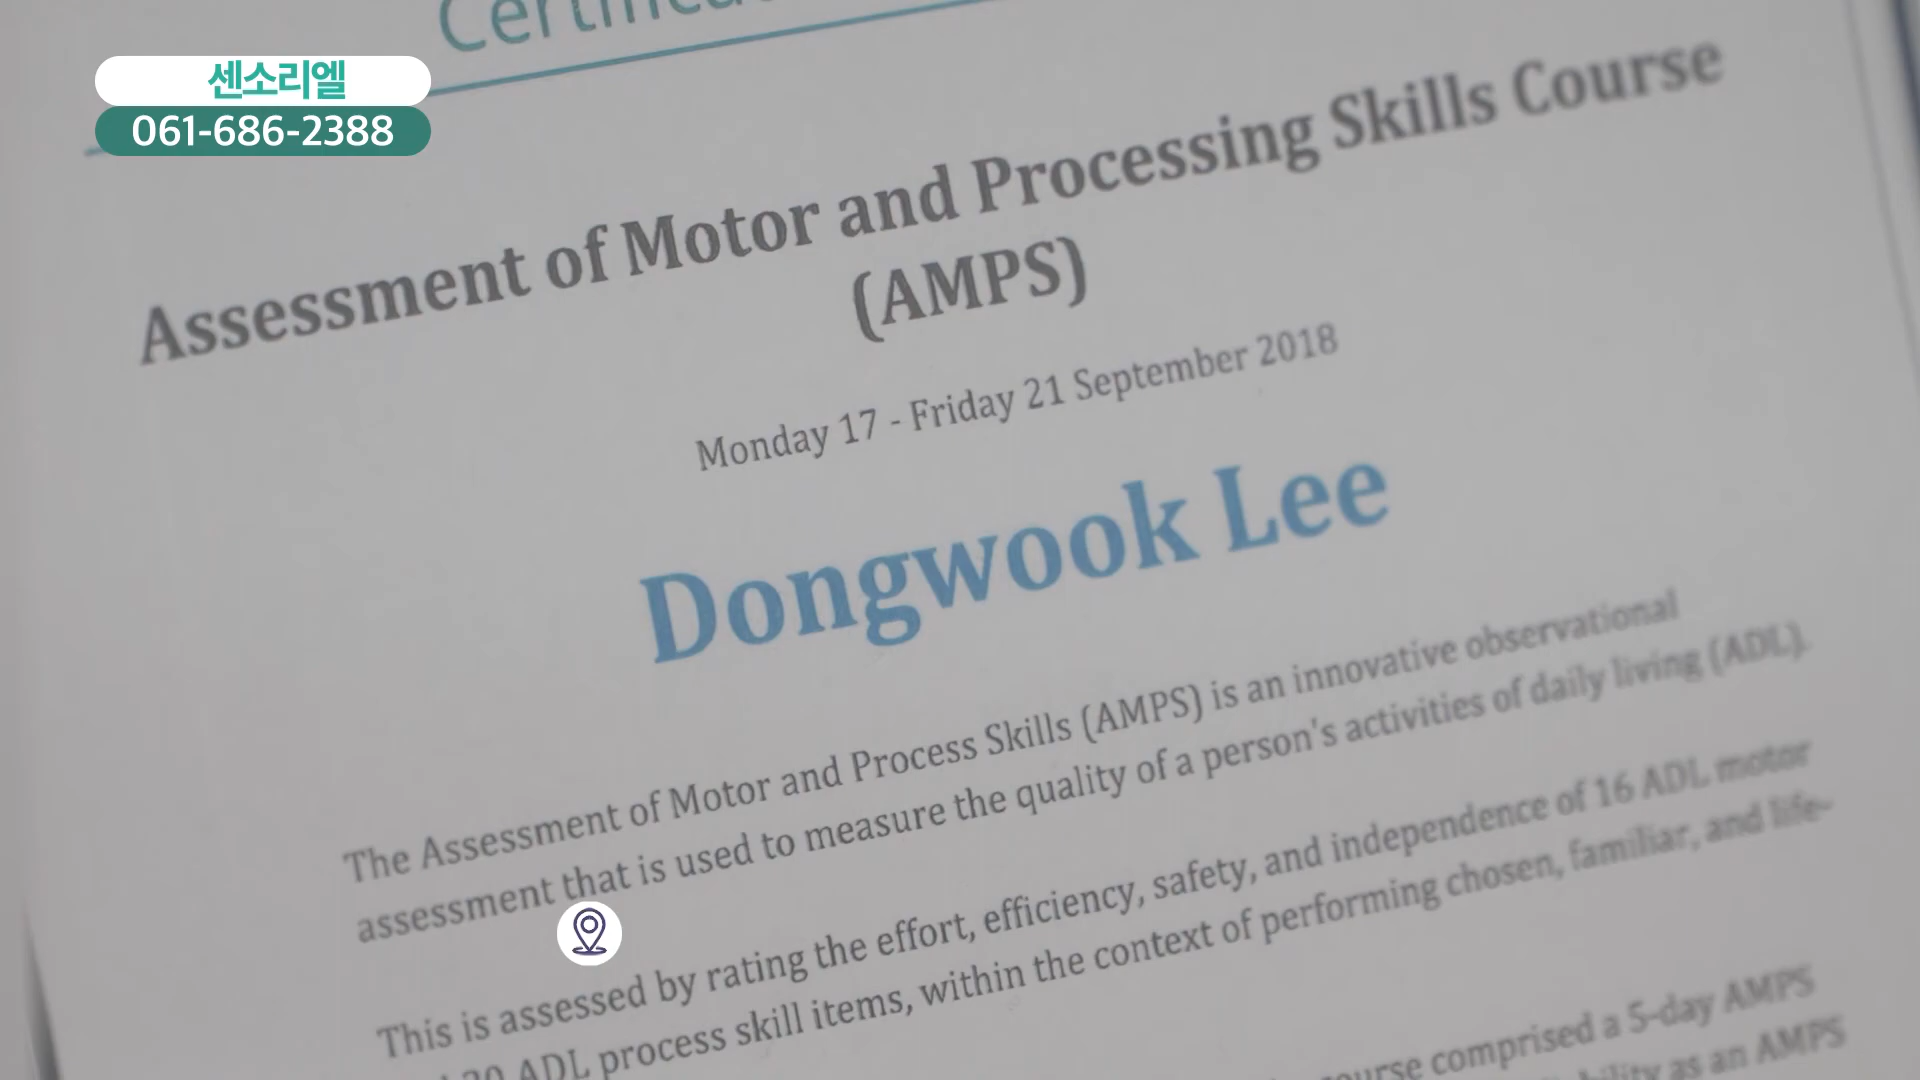 센소리엘
061-686-2388
Assessment of Motor and Processing Skills Course
(AMPS)
Monday 17 - Friday 21 September 2018
Dongwook Lee
The Assessment of Motor and Process Skills (AMPS) is an innovative observational
assessment that is used to measure the quality of a person's activities of daily living (ADL).
This is assessed by rating the effort, efficiency, safety, and independence of 16 ADL motor
20 ADL process skill items, within the context of performing chosen, familiar, and life-
comprised a 5-day AMPS
as an AMPS